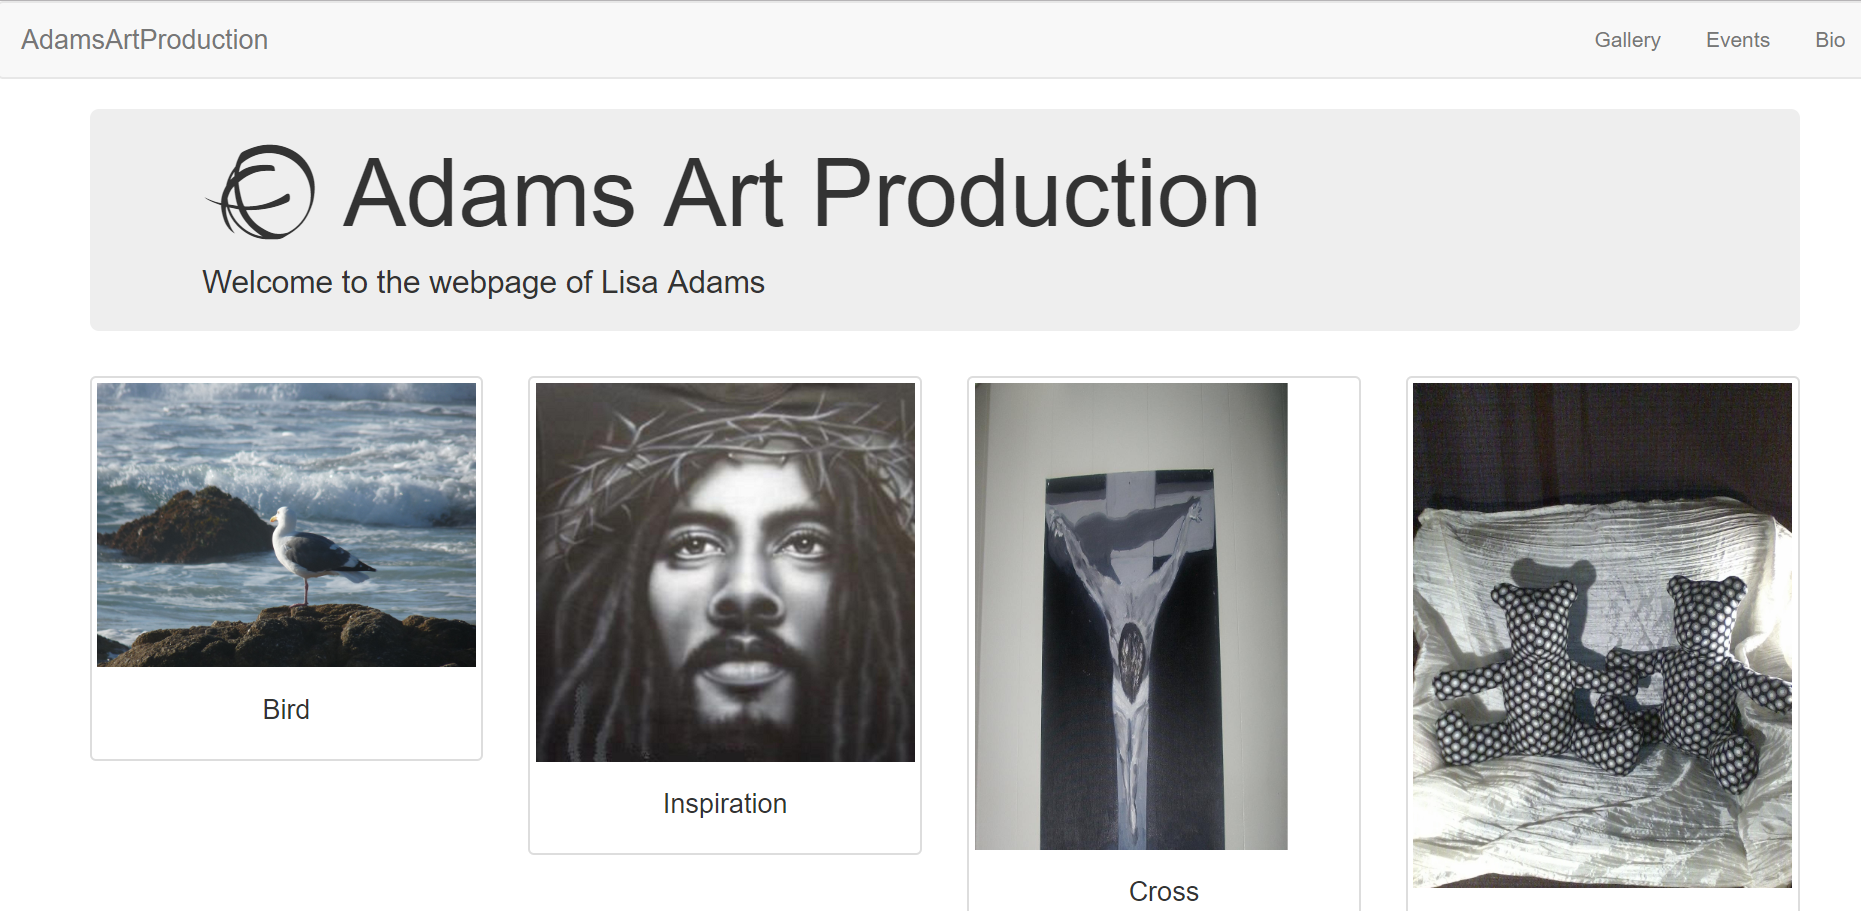 AdamsArtProduction
Gallery Events Bio
Adams Art Production
Welcome to the webpage of Lisa Adams
Bird
Inspiration
Cross